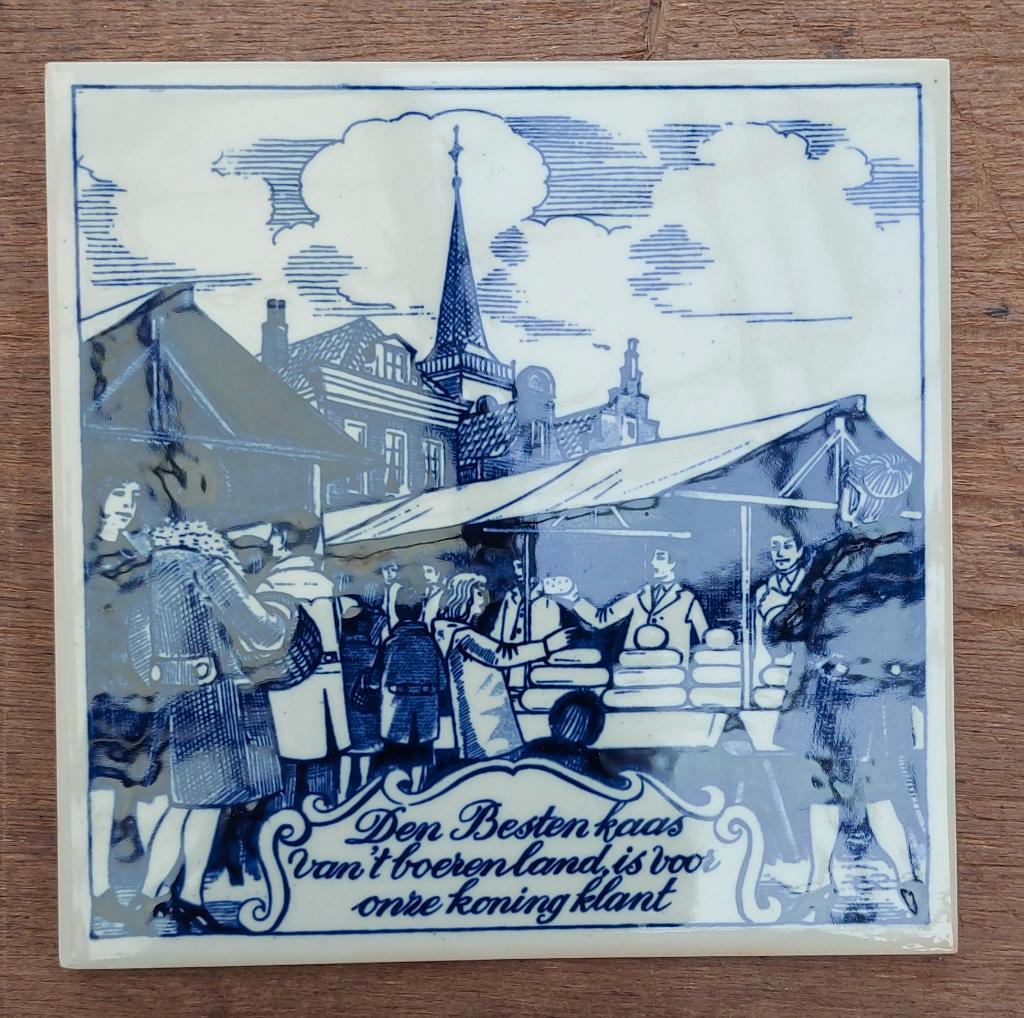 Den Besten kaas
van't boerenland, is voor
onze koning klant